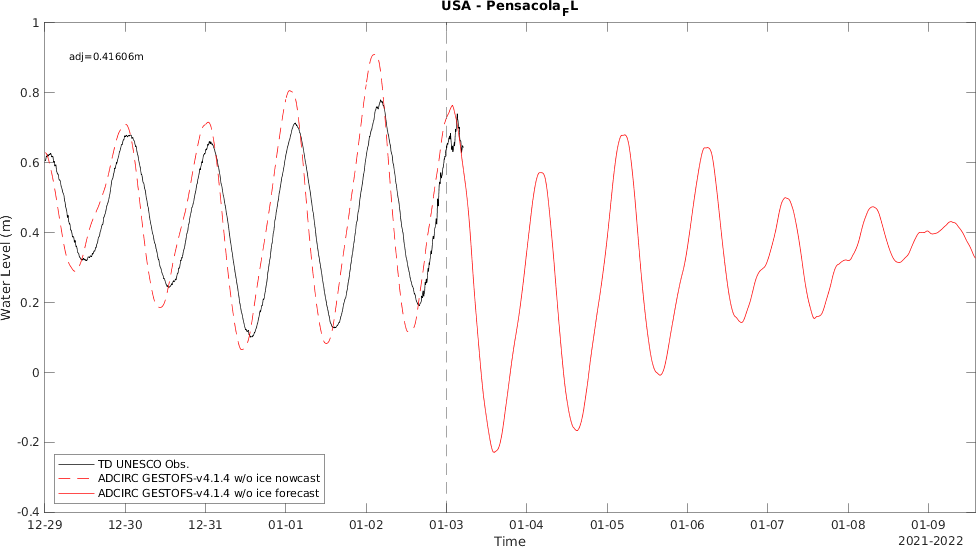 USA - Pensacola_FL
1
adj=0.41606m
0.8
0.6
0.4
0.2
0
-0.2
-0.4
Water Level (m)
TD UNESCO Obs.
ADCIRC GESTOFS-v4.1.4 w/o ice nowcast
ADCIRC GESTOFS-v4.1.4 w/o ice forecast
12-29 12-30 12-31 01-01 01-02 01-03 01-04 01-05 01-06 01-07 01-08 01-09
Time
2021-2022